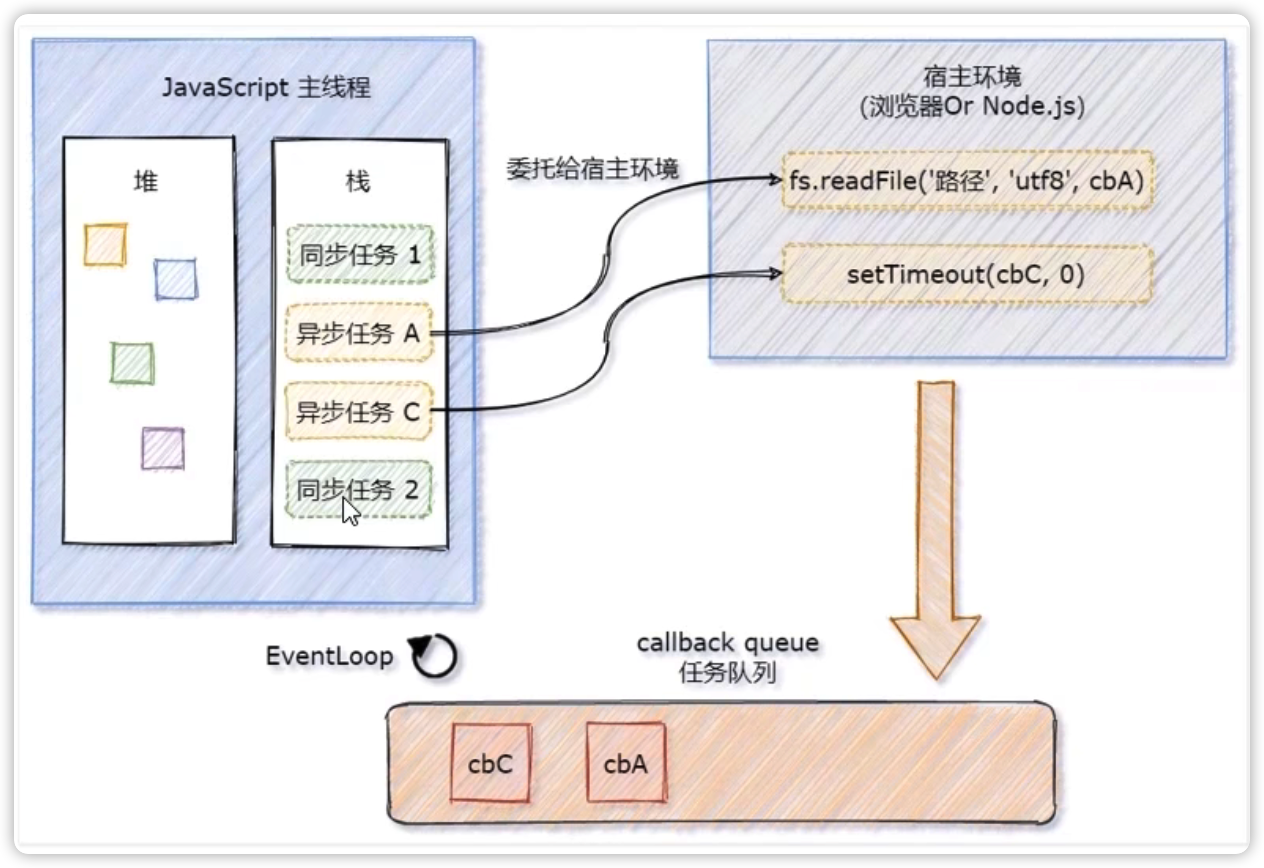 JavaScript 主线程
堆
栈
同步任务 1
异步任务 A
异步任务 C
同步任务 2
委托给宿主环境
宿主环境
(浏览器Or Node.js)
fs.readFile('路径', 'utf8', cbA)
setTimeout(cbC, 0)
EventLoop
callback queue
任务队列
cbC
cbA